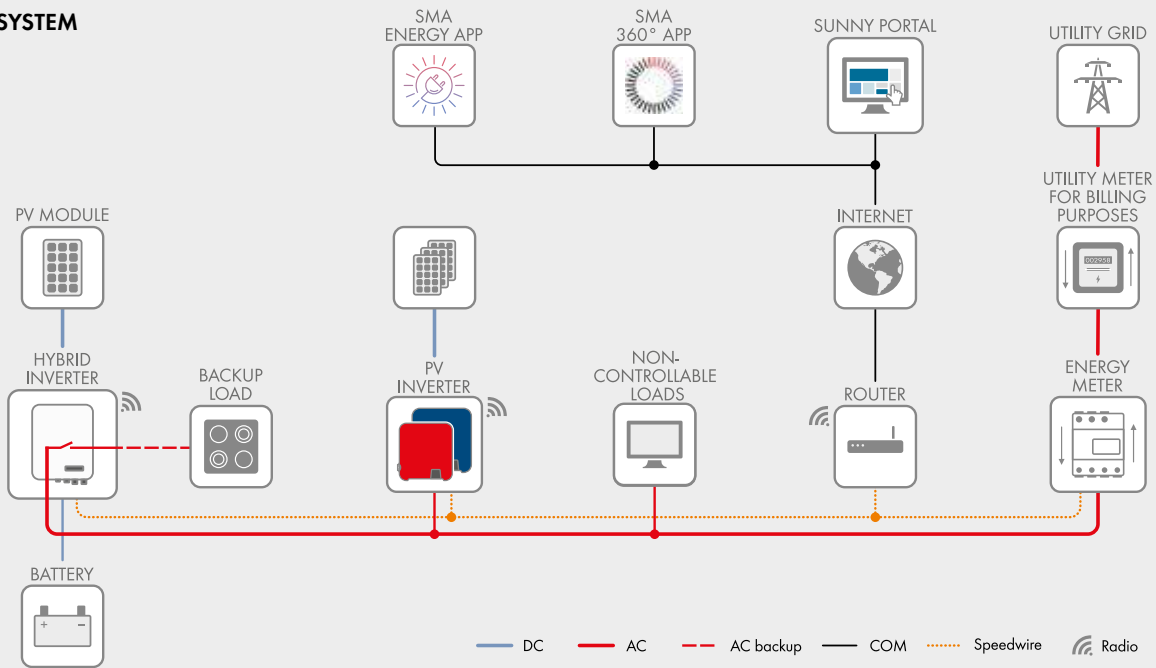 SYSTEM
SMA
ENERGY APP
SMA
360° APP
SUNNY PORTAL
UTILITY GRID
UTILITY METER
FOR BILLING
PURPOSES
PV MODULE
INTERNET
002958
HYBRID
INVERTER
BACKUP
LOAD
PV
INVERTER
NON-
CONTROLLABLE
LOADS
ROUTER
ENERGY
METER
BATTERY
+ −
DC
AC
AC backup
COM
Speedwire
Radio